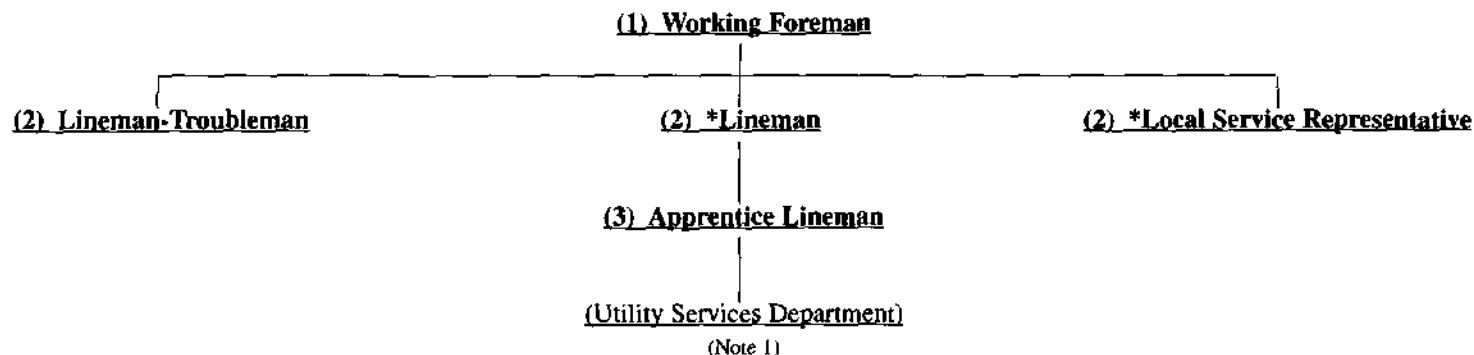 (1) Working Foreman
(2) Lineman-Troubleman (2) *Lineman (2) *Local Service Representative
(3) Apprentice Lineman
(Utility Services Department)
(Note 1)